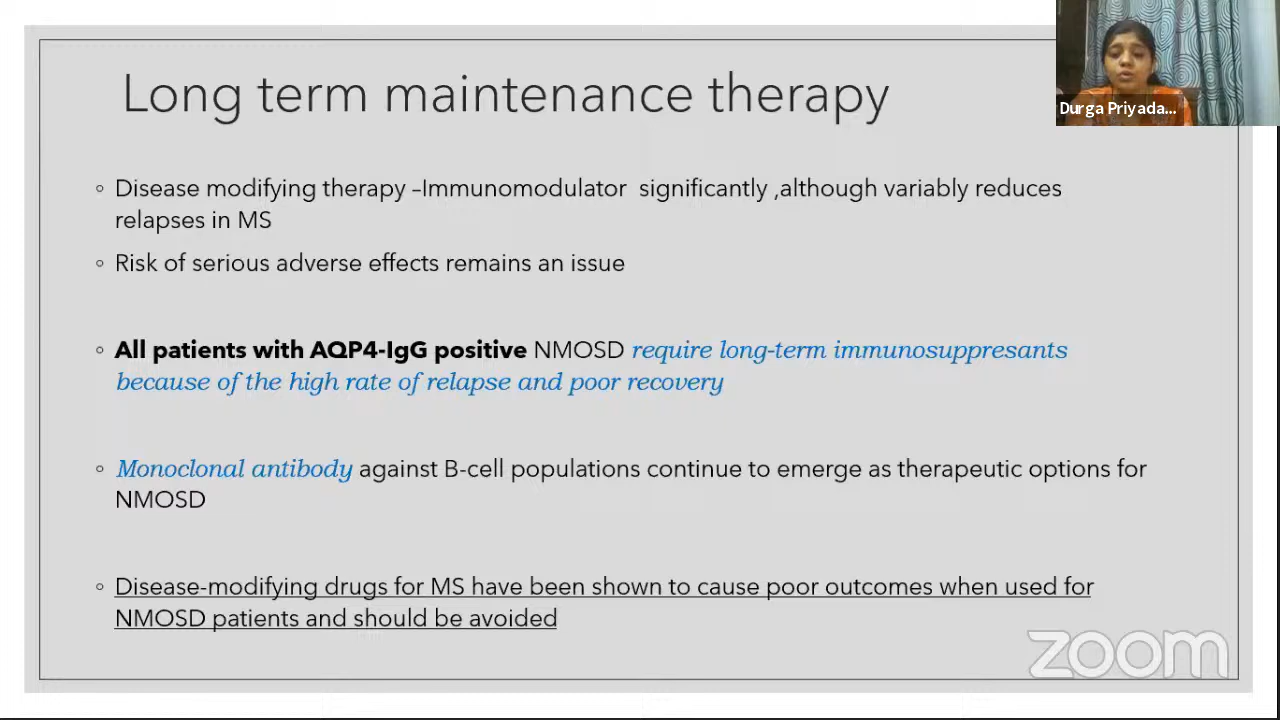 Long term maintenance therapy
Durga Priyada...
◦ Disease modifying therapy –Immunomodulator significantly ,although variably reduces
relapses in MS
◦ Risk of serious adverse effects remains an issue
◦ All patients with AQP4-IgG positive NMOSD require long-term immunosuppresants
because of the high rate of relapse and poor recovery
◦ Monoclonal antibody against B-cell populations continue to emerge as therapeutic options for
NMOSD
◦ Disease-modifying drugs for MS have been shown to cause poor outcomes when used for
NMOSD patients and should be avoided
zoom